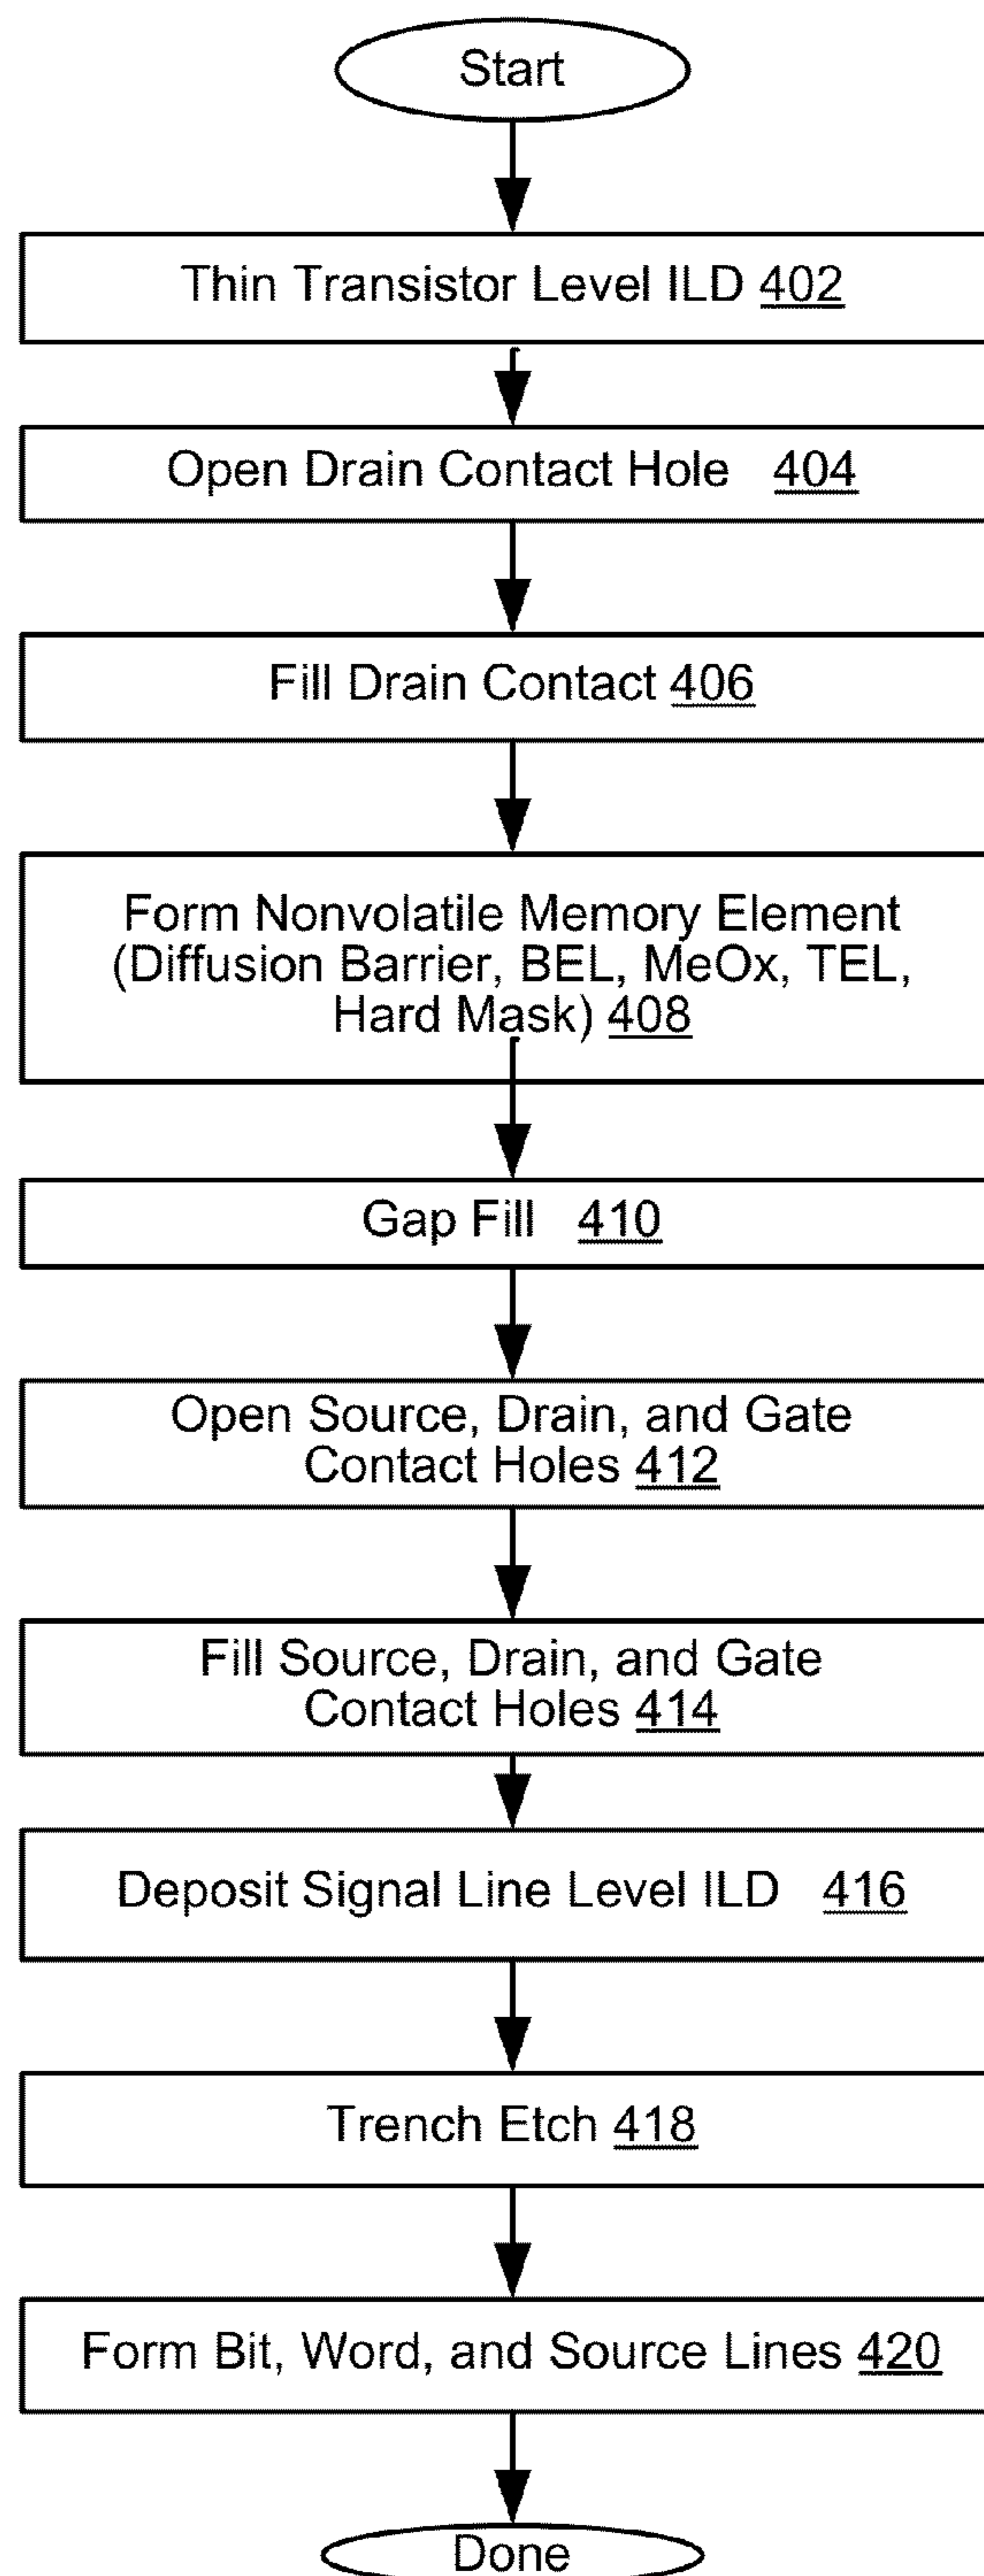 Start
Thin Transistor Level ILD 402
Open Drain Contact Hole 404
Fill Drain Contact 406
Form Nonvolatile Memory Element
(Diffusion Barrier, BEL, MeOx, TEL,
Hard Mask) 408
Gap Fill 410
Open Source, Drain, and Gate
Contact Holes 412
Fill Source, Drain, and Gate
Contact Holes 414
Deposit Signal Line Level ILD 416
Trench Etch 418
Form Bit, Word, and Source Lines 420
Done